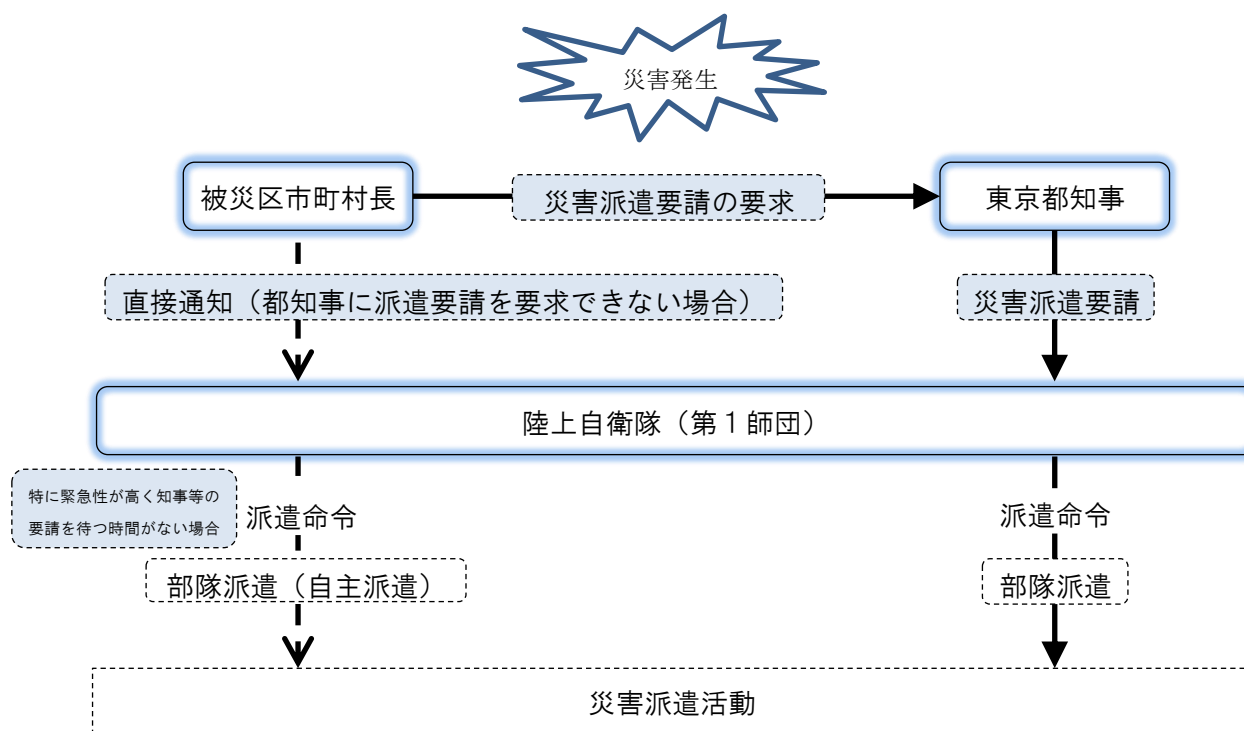 災害発生
被災区市町村長
災害派遣要請の要求
東京都知事
直接通知（都知事に派遣要請を要求できない場合）
災害派遣要請
陸上自衛隊（第１師団）
特に緊急性が高く知事等の
要請を待つ時間がない場合
派遣命令
派遣命令
部隊派遣（自主派遣）
部隊派遣
災害派遣活動